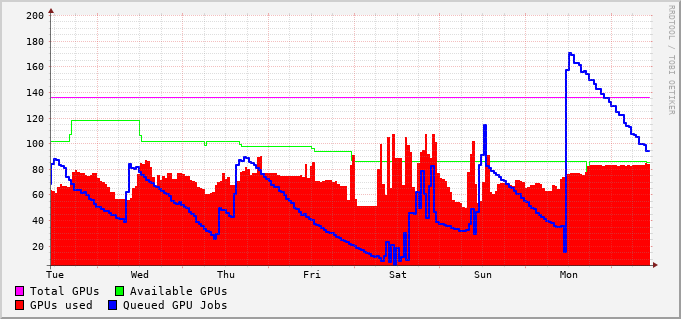 200
180
160
140
120
100
80
60
40
20
Tue Wed Thu Fri Sat Sun Mon
Total GPUs Available GPUs
GPUs used Queued GPU Jobs
RRDTOOL / TOBI OETIKER